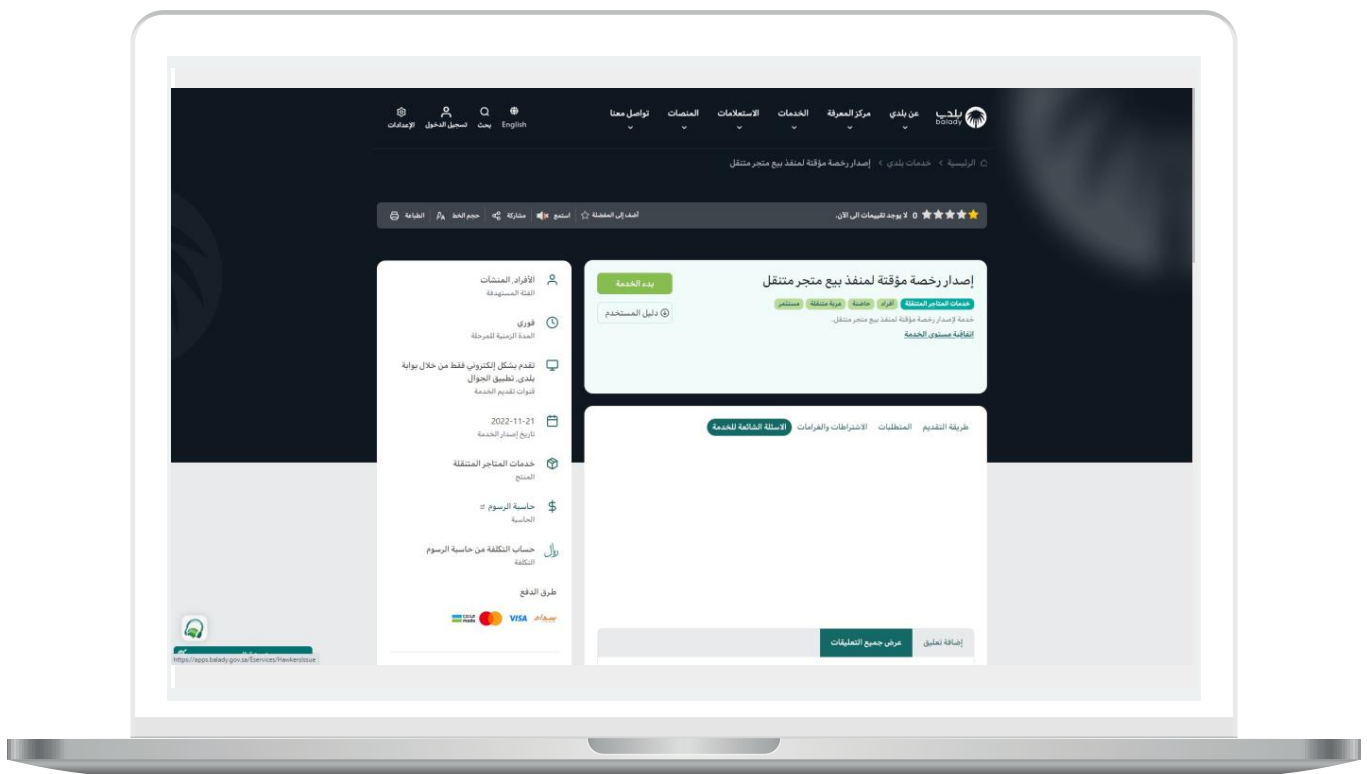 بلدي
balady
عن بلدي
مركز المعرفة
الخدمات
الاستعلامات
المنصات
تواصل معنا
English
بحث
تسجيل الدخول
الإعدادات
الرئيسية > خدمات بلدي > إصدار رخصة مؤقتة لمنفذ بيع متجر متنقل
0 لا يوجد تقييمات الى الآن.
أضف إلى المفضلة
استمع
مشاركة
حجم الخط
الطباعة
إصدار رخصة مؤقتة لمنفذ بيع متجر متنقل
خدمات المتاجر المتنقلة افراد حاضنة عربة متنقلة مستثمر
خدمة لإصدار رخصة مؤقتة لمنفذ بيع متجر متنقل.
اتفاقية مستوى الخدمة
بدء الخدمة
دليل المستخدم
طريقة التقديم
المتطلبات
الاشتراطات والغرامات
الاسئلة الشائعة للخدمة
إضافة تعليق
عرض جميع التعليقات
الأفراد, المنشآت
الفئة المستهدفة
فوري
المدة الزمنية للمرحلة
تقدم بشكل إلكتروني فقط من خلال بوابة
بلدي, تطبيق الجوال
قنوات تقديم الخدمة
2022-11-21
تاريخ إصدار الخدمة
خدمات المتاجر المتنقلة
المنتج
حاسبة الرسوم
الحاسبة
ريال
حساب التكلفة من حاسبة الرسوم
التكلفة
طرق الدفع
سداد
VISA
mada
https://apps.balady.gov.sa/Eservices/HawkersIssue